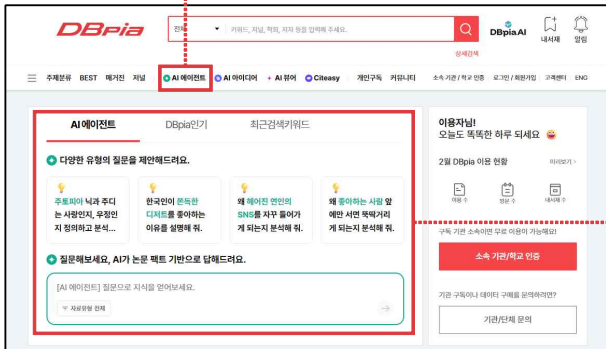 DBpia
전체
키워드, 저널, 학회, 저자 등을 입력해 주세요.
상세검색
DBpia.AI
내서재
알림
주제분류 BEST 매거진 저널 AI 에이전트 AI 아이디어 AI 뷰어 Citeasy 개인구독 커뮤니티 소속 기관 / 학교 인증 로그인 / 회원가입 고객센터 ENG
AI 에이전트 DBpia인기 최근검색키워드
다양한 유형의 질문을 제안해드려요.
주토피아 닉과 주디
는 사랑인지, 우정인
지 정의하고 분석...
한국인이 쫀득한
디저트를 좋아하는
이유를 설명해 줘.
왜 헤어진 연인의
SNS를 자꾸 들어가
게 되는지 분석해 줘.
왜 좋아하는 사람 앞
에만 서면 뚝딱거리
게 되는지 분석해 줘.
질문해보세요, AI가 논문 팩트 기반으로 답해드려요.
[AI 에이전트] 질문으로 지식을 얻어보세요.
자료유형 전체
이용자님!
오늘도 똑똑한 하루 되세요
2월 DBpia 이용 현황
미리보기 >
이용 수
방문 수
내서재 수
구독 기관 소속이면 무료 이용이 가능해요!
소속 기관/학교 인증
기관 구독이나 데이터 구매를 문의하려면?
기관/단체 문의